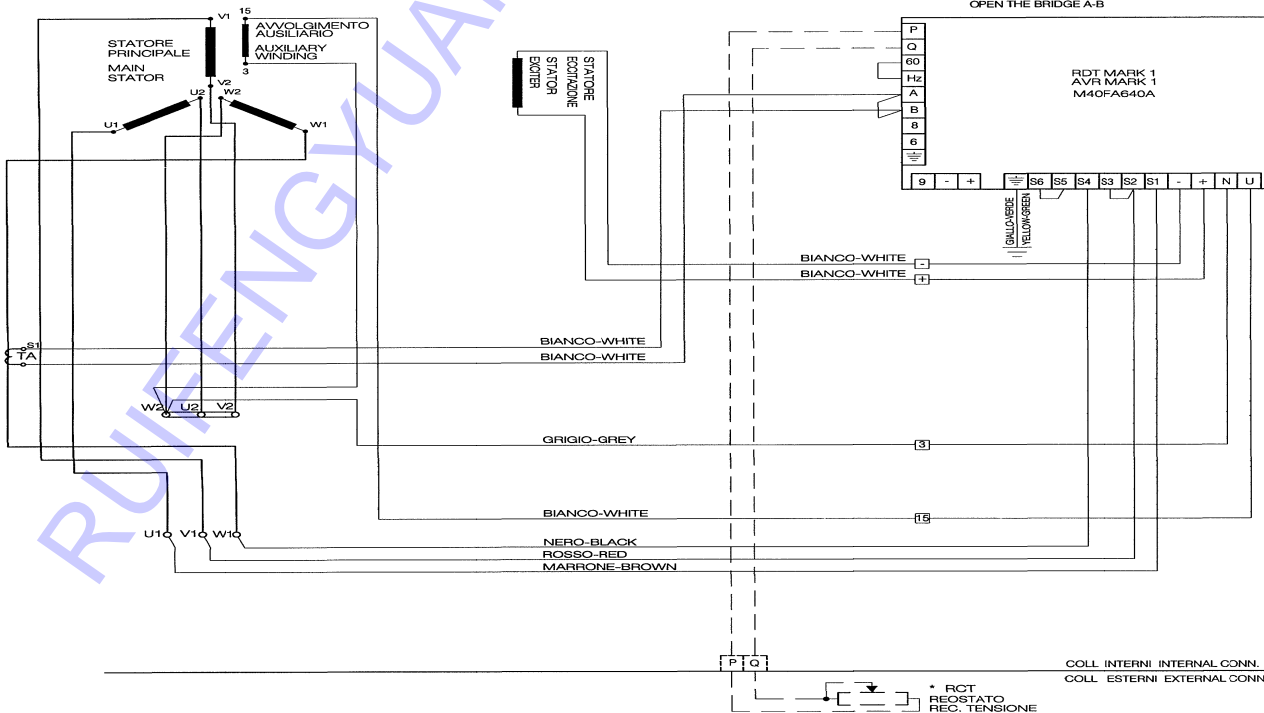 OPEN THE BRIDGE A-B
V1
15
AVVOLGIMENTO
AUSILIARIO
AUXILIARY
WINDING
3
STATORE
PRINCIPALE
MAIN
STATOR
V2
U2
W2
U1
W1
STATORE
ECCITAZIONE
STATOR
EXCITER
P
Q
60
Hz
A
B
8
6
RDT MARK 1
AVR MARK 1
M40FA640A
9 - + S6 S5 S4 S3 S2 S1 - + N U
GIALLO-VERDE
YELLOW-GREEN
BIANCO-WHITE -
BIANCO-WHITE +
S1
TA
BIANCO-WHITE
BIANCO-WHITE
W2 U2 V2
GRIGIO-GREY 3
BIANCO-WHITE 15
U1 V1 W1
NERO-BLACK
ROSSO-RED
MARRONE-BROWN
P Q
COLL INTERNI INTERNAL CONN.
COLL ESTERNI EXTERNAL CONN
* RCT
REOSTATO
REC. TENSIONE
RUIFENGYUAN